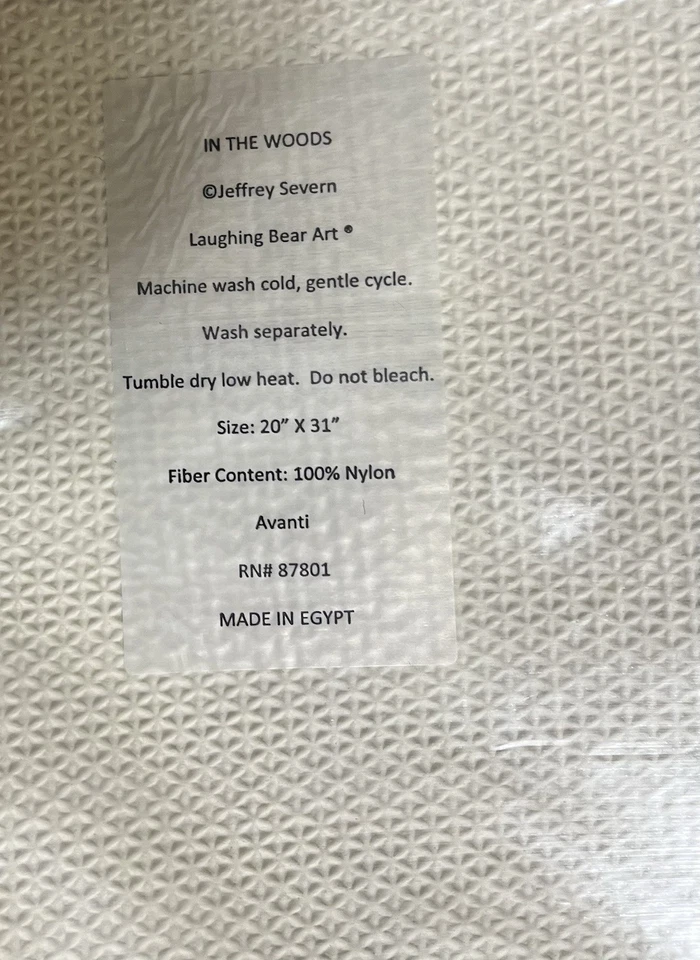 IN THE WOODS
©Jeffrey Severn
Laughing Bear Art ®
Machine wash cold, gentle cycle.
Wash separately.
Tumble dry low heat.  Do not bleach.
Size: 20” X 31”
Fiber Content: 100% Nylon
Avanti
RN# 87801
MADE IN EGYPT